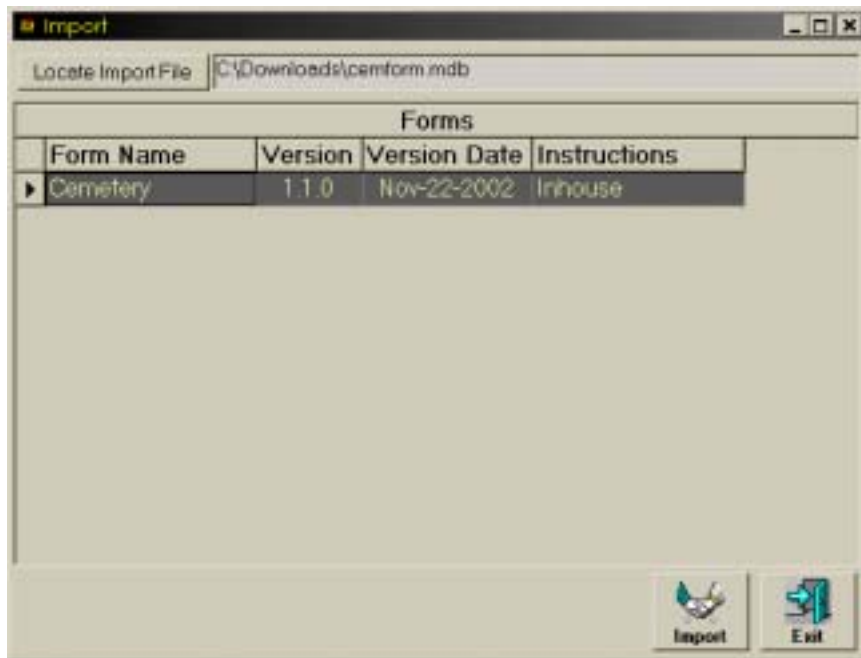 Import
Locate Import File C:\Downloads\cemform.mdb
Forms
Form Name Version Version Date Instructions
Cemetery 1.1.0 Nov-22-2002 Inhouse
Import Exit